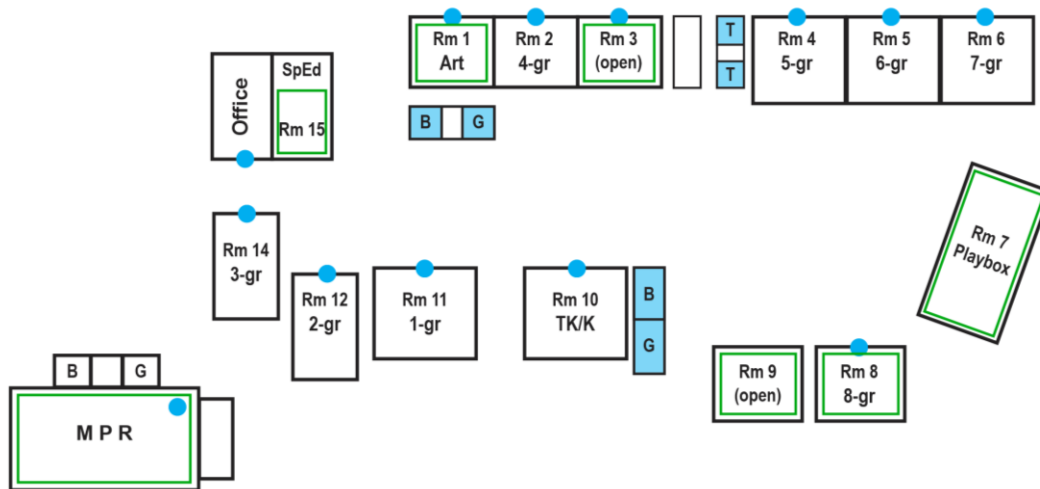 Rm 1
Art
Rm 2
4-gr
Rm 3
(open)
T
T
Rm 4
5-gr
Rm 5
6-gr
Rm 6
7-gr
Office
SpEd
Rm 15
B
G
Rm 7
Playbox
Rm 14
3-gr
Rm 12
2-gr
Rm 11
1-gr
Rm 10
TK/K
B
G
Rm 9
(open)
Rm 8
8-gr
B
G
M P R